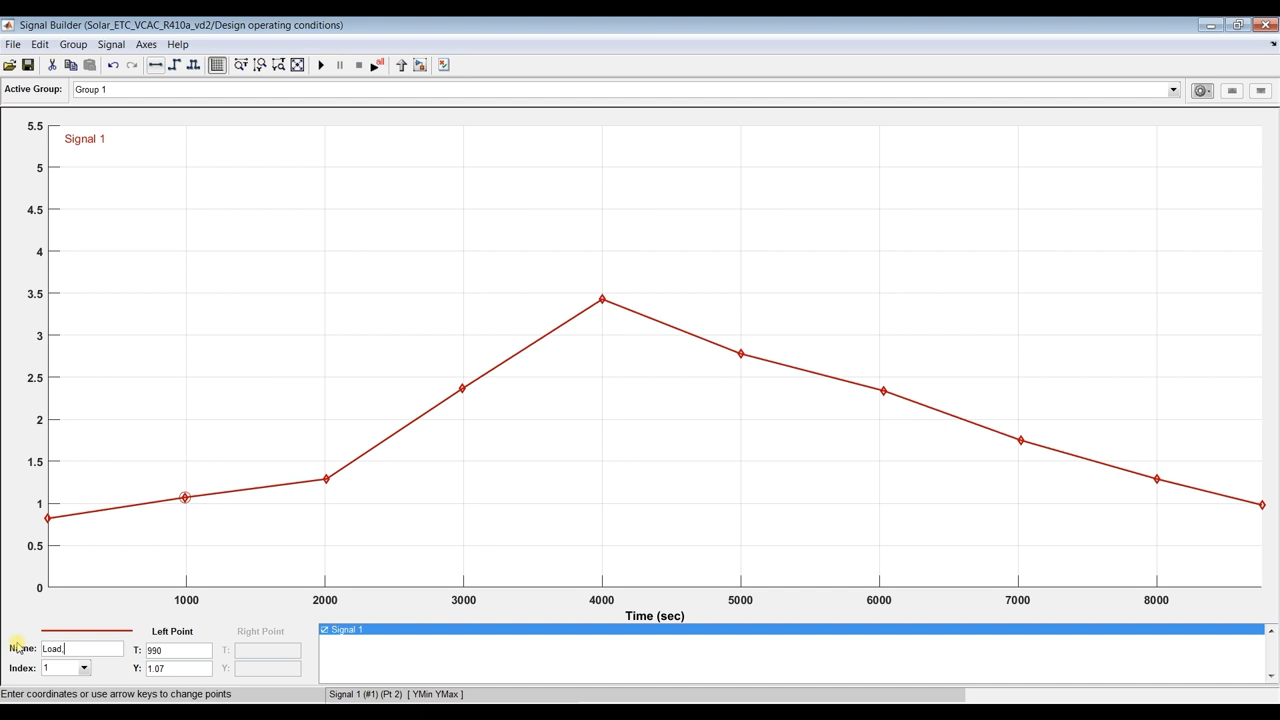 Signal Builder (Solar_ETC_VCAC_R410a_vd2/Design operating conditions)
File Edit Group Signal Axes Help
all
Active Group: Group 1
5.5
Signal 1
5
4.5
4
3.5
3
2.5
2
1.5
1
0.5
0
1000 2000 3000 4000 5000 6000 7000 8000
Time (sec)
Left Point Right Point
Name: Load, T: 990 T:
Index: 1 Y: 1.07 Y:
Signal 1
Enter coordinates or use arrow keys to change points
Signal 1 (#1) (Pt 2) [ YMin YMax ]